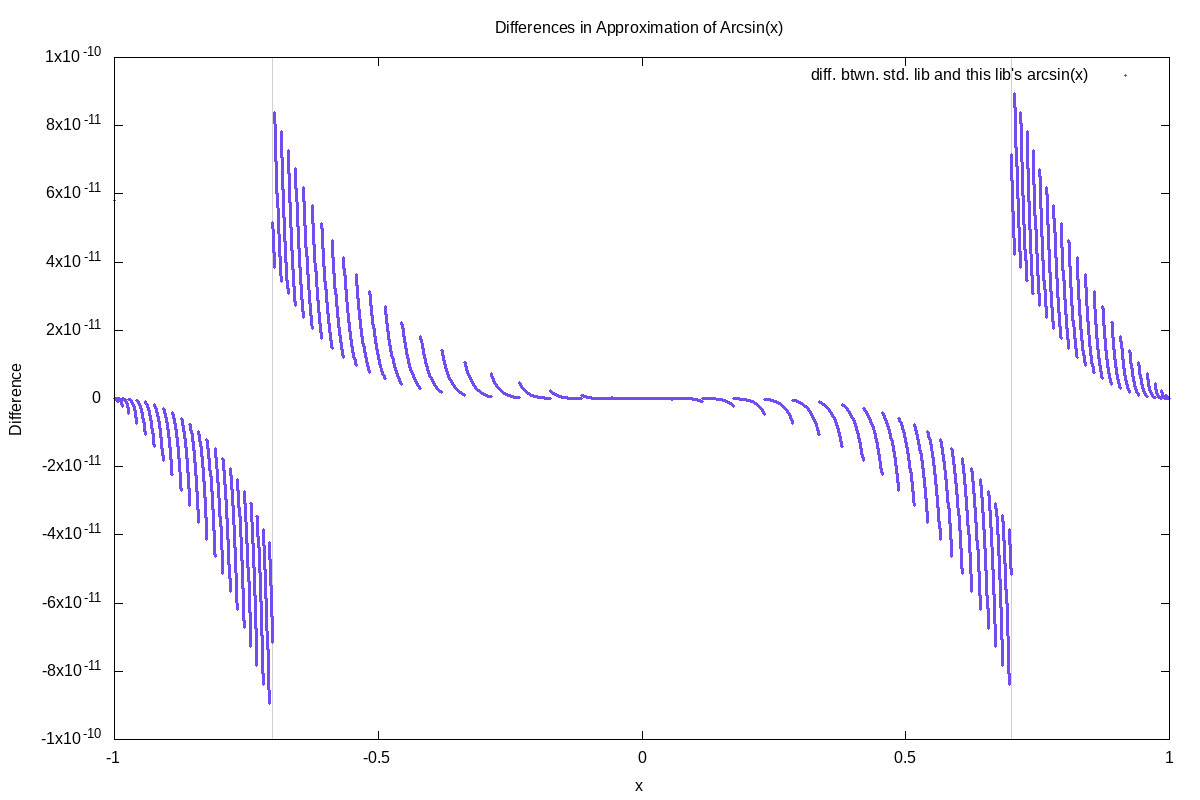 Differences in Approximation of Arcsin(x)
1x10^-10
diff. btwn. std. lib and this lib's arcsin(x)
8x10^-11
6x10^-11
4x10^-11
2x10^-11
0
-2x10^-11
-4x10^-11
-6x10^-11
-8x10^-11
-1x10^-10
Difference
-1 -0.5 0 0.5 1
x